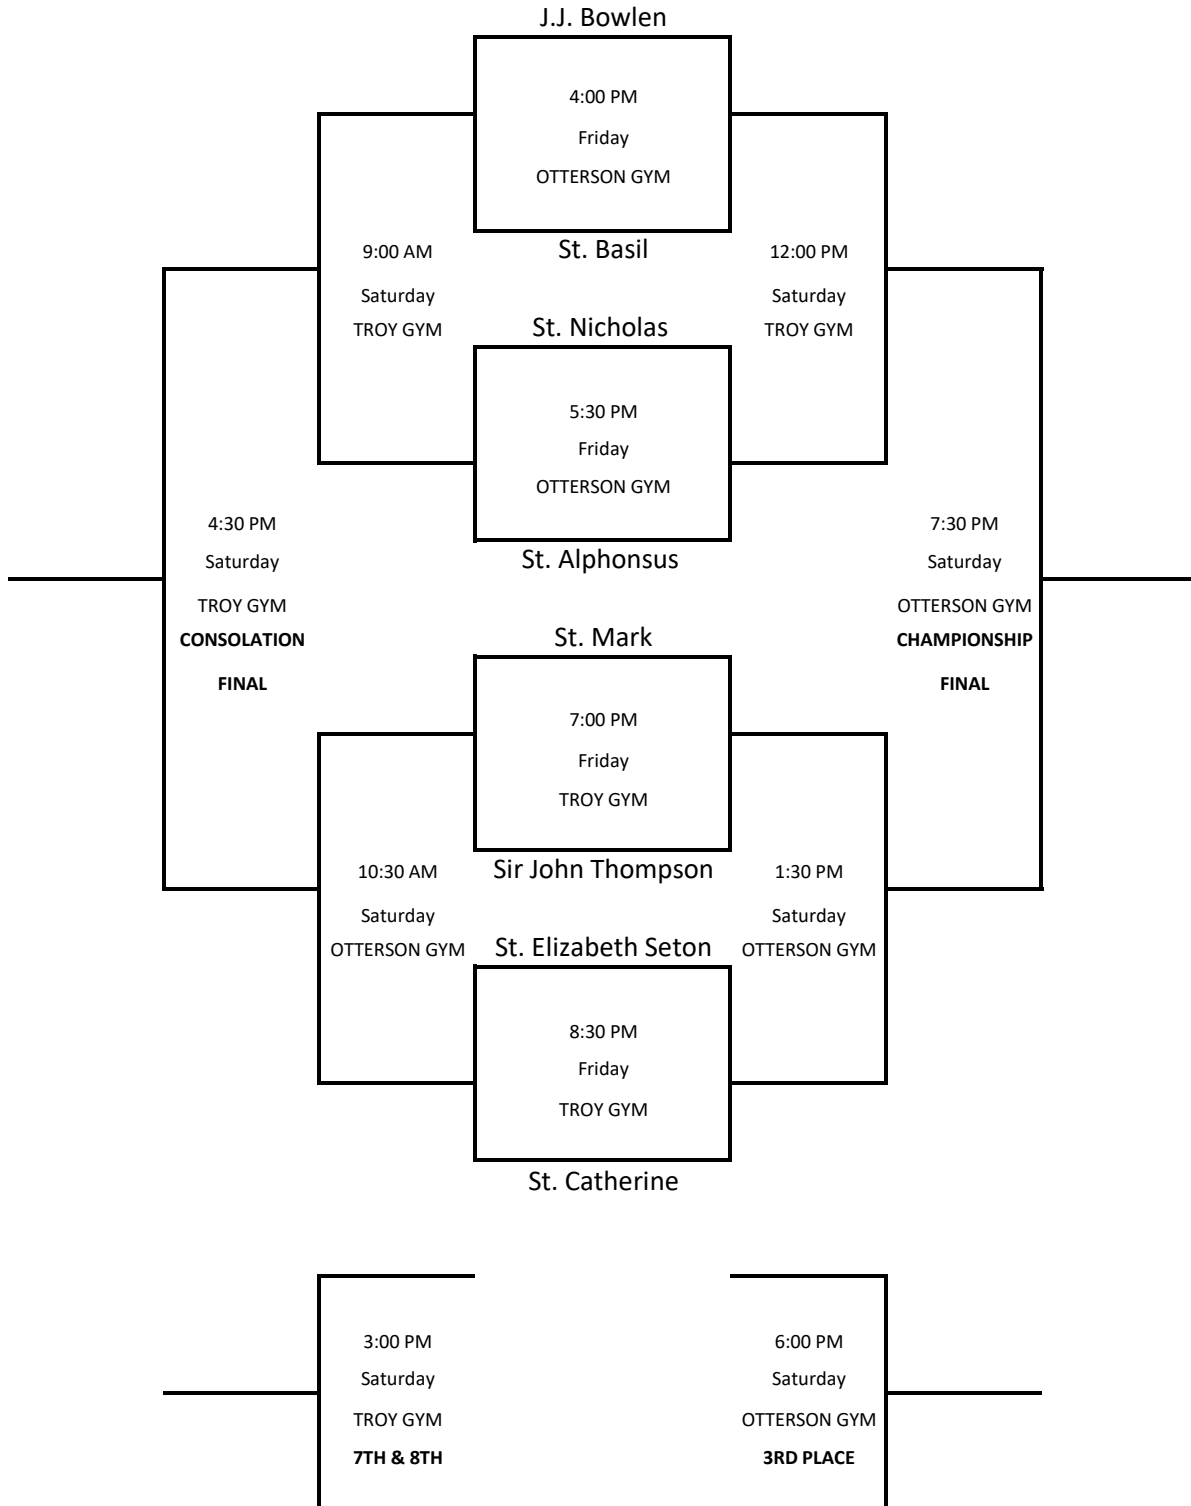 J.J. Bowlen
4:00 PM
Friday
OTTERSON GYM
St. Basil
9:00 AM
Saturday
TROY GYM
12:00 PM
Saturday
TROY GYM
St. Nicholas
5:30 PM
Friday
OTTERSON GYM
St. Alphonsus
4:30 PM
Saturday
TROY GYM
CONSOLATION
FINAL
7:30 PM
Saturday
OTTERSON GYM
CHAMPIONSHIP
FINAL
St. Mark
7:00 PM
Friday
TROY GYM
Sir John Thompson
10:30 AM
Saturday
OTTERSON GYM
1:30 PM
Saturday
OTTERSON GYM
St. Elizabeth Seton
8:30 PM
Friday
TROY GYM
St. Catherine
3:00 PM
Saturday
TROY GYM
7TH & 8TH
6:00 PM
Saturday
OTTERSON GYM
3RD PLACE